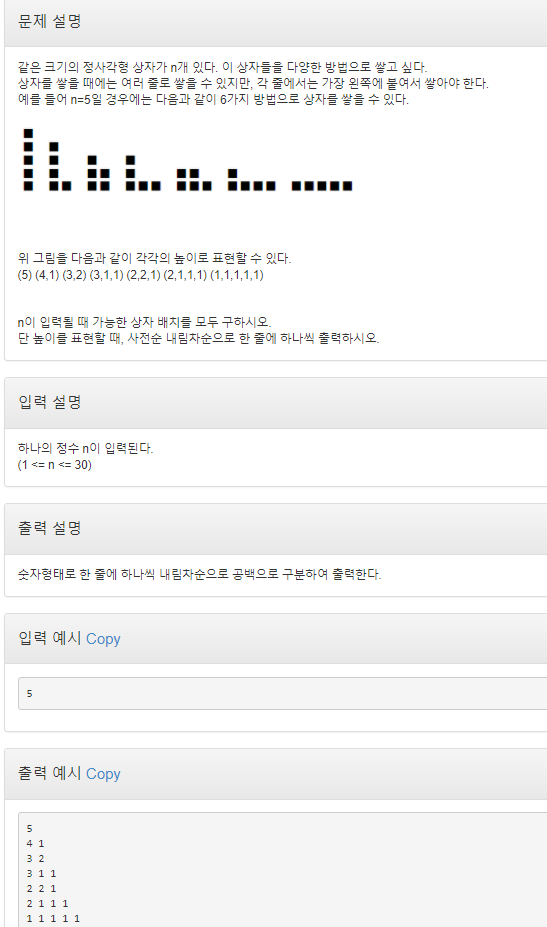 문제 설명
같은 크기의 정사각형 상자가 n개 있다. 이 상자들을 다양한 방법으로 쌓고 싶다.
상자를 쌓을 때에는 여러 줄로 쌓을 수 있지만, 각 줄에서는 가장 왼쪽에 붙여서 쌓아야 한다.
예를 들어 n=5일 경우에는 다음과 같이 6가지 방법으로 상자를 쌓을 수 있다.
위 그림을 다음과 같이 각각의 높이로 표현할 수 있다.
(5) (4,1) (3,2) (3,1,1) (2,2,1) (2,1,1,1) (1,1,1,1,1)
n이 입력될 때 가능한 상자 배치를 모두 구하시오.
단 높이를 표현할 때, 사전순 내림차순으로 한 줄에 하나씩 출력하시오.
입력 설명
하나의 정수 n이 입력된다.
(1 <= n <= 30)
출력 설명
숫자형태로 한 줄에 하나씩 내림차순으로 공백으로 구분하여 출력한다.
입력 예시 Copy
5
출력 예시 Copy
5
4 1
3 2
3 1 1
2 2 1
2 1 1 1
1 1 1 1 1